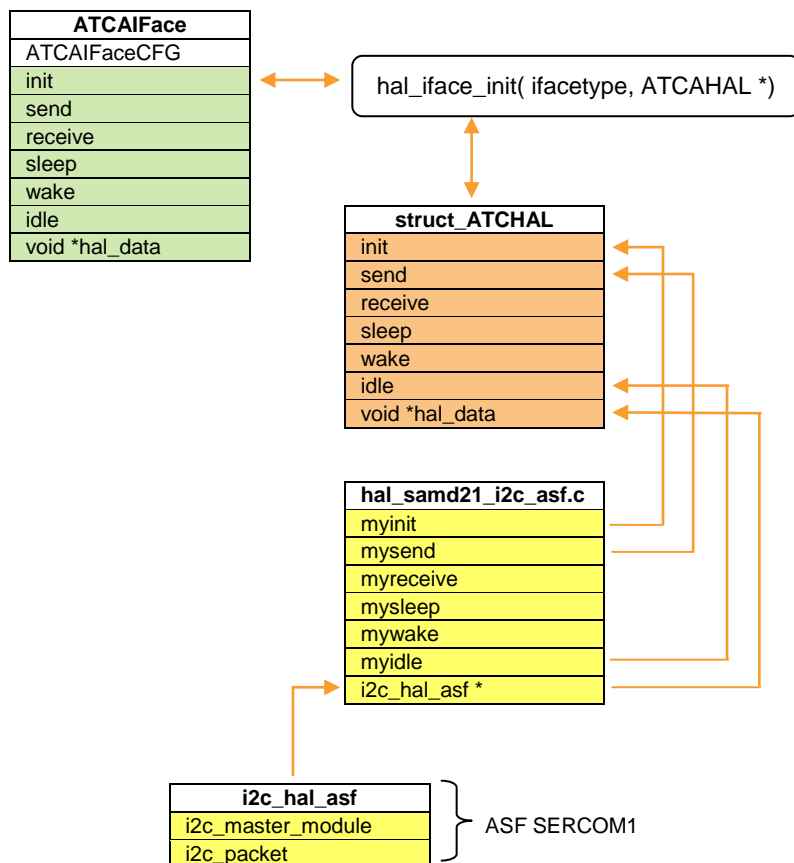 ATCAIFace
ATCAIFaceCFG
init
send
receive
sleep
wake
idle
void *hal_data
hal_iface_init( ifacetype, ATCAHAL *)
struct_ATCHAL
init
send
receive
sleep
wake
idle
void *hal_data
hal_samd21_i2c_asf.c
myinit
mysend
myreceive
mysleep
mywake
myidle
i2c_hal_asf *
i2c_hal_asf
i2c_master_module
i2c_packet
ASF SERCOM1